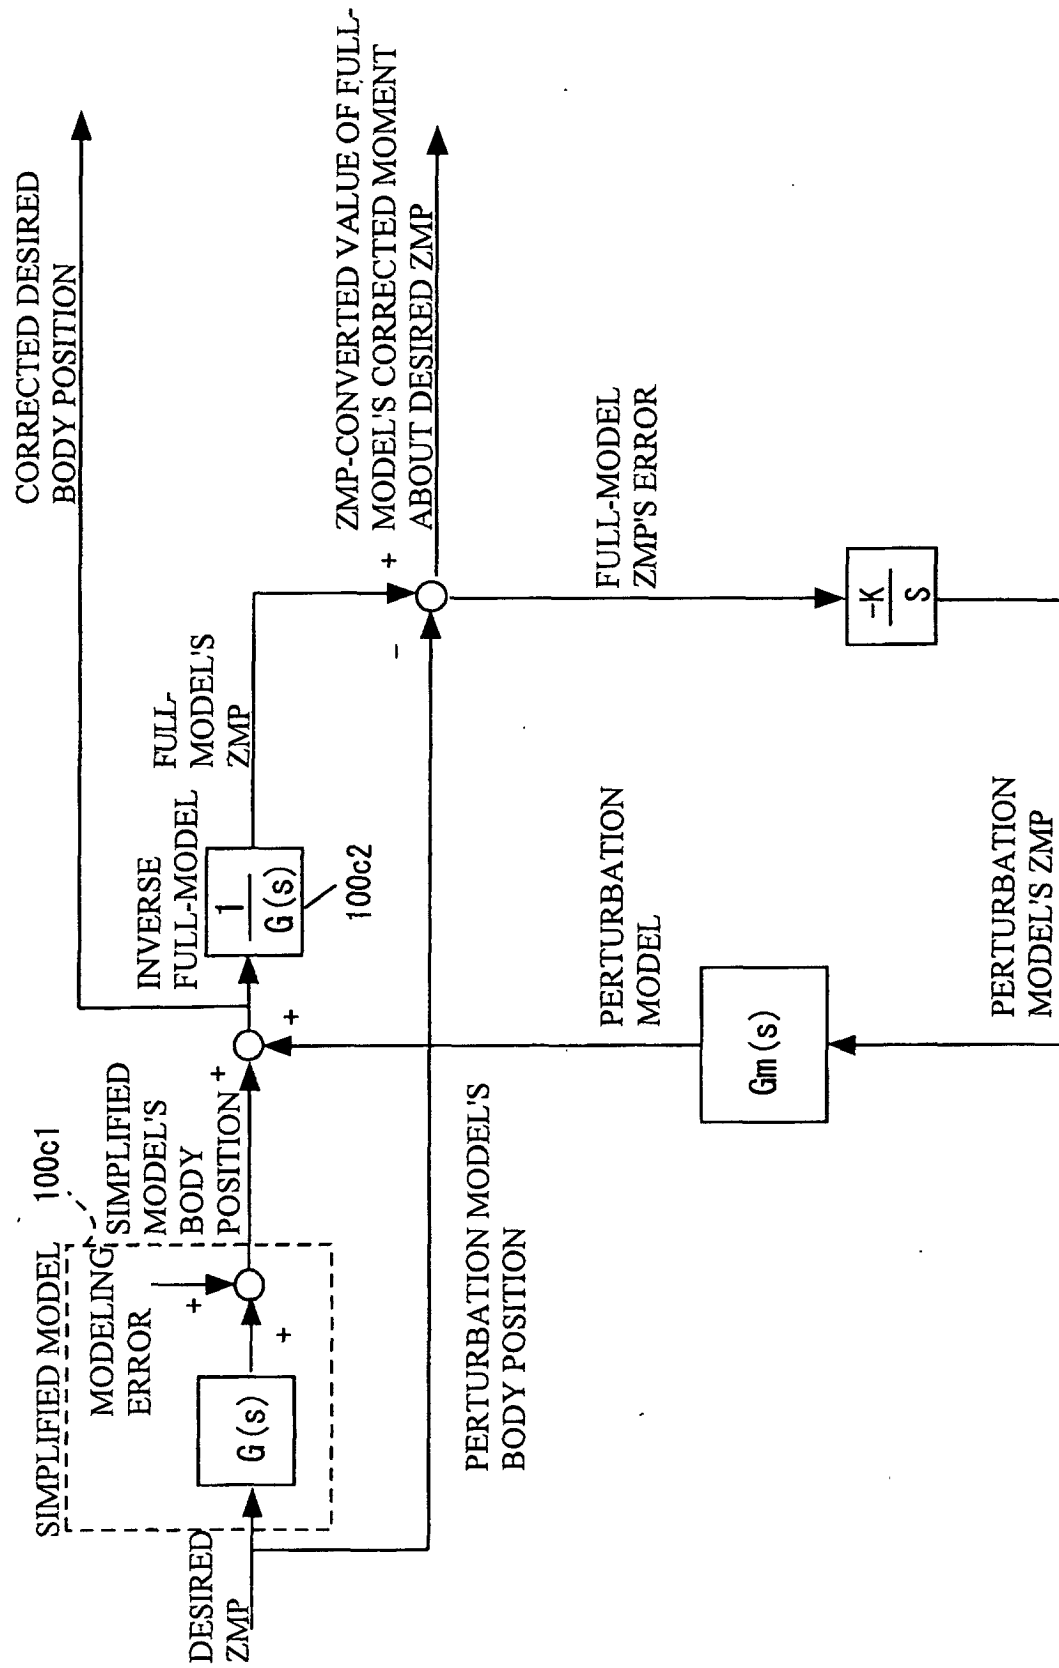 CORRECTED DESIRED
BODY POSITION
ZMP-CONVERTED VALUE OF FULL-
MODEL'S CORRECTED MOMENT
ABOUT DESIRED ZMP
SIMPLIFIED MODEL
100c1
MODELING
ERROR
+
G(s)
+
DESIRED
ZMP
SIMPLIFIED
MODEL'S
BODY
POSITION
+
+
INVERSE
FULL-MODEL
1
G(s)
100c2
FULL-
MODEL'S
ZMP
+
-
FULL-MODEL
ZMP'S ERROR
-K
S
PERTURBATION MODEL'S
BODY POSITION
PERTURBATION
MODEL
Gm(s)
PERTURBATION
MODEL'S ZMP